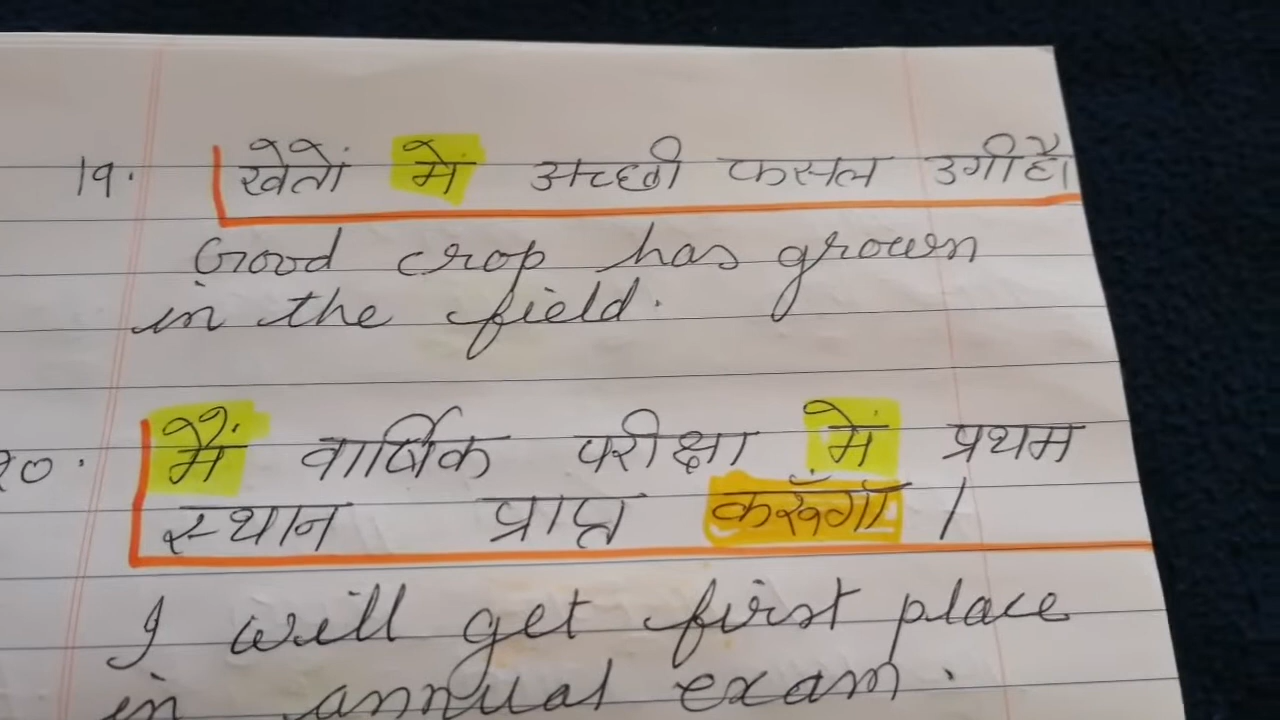 19. खेतों में अच्छी फसल उगी है।
Good crop has grown
in the field.
20. मैं वार्षिक परीक्षा में प्रथम
स्थान प्राप्त करूँगा ।
I will get first place
in annual exam.